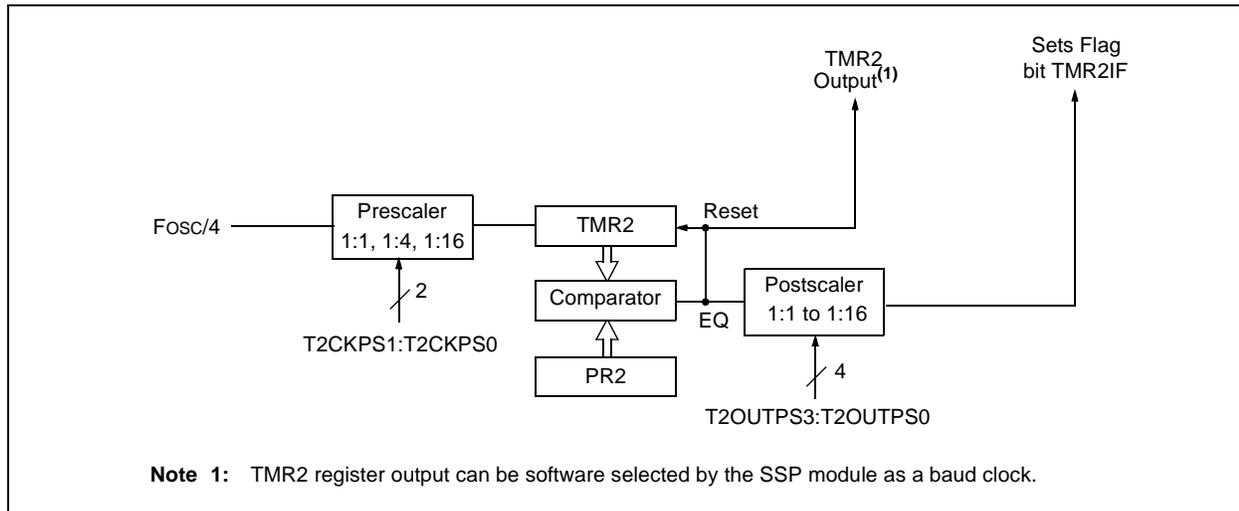 Sets Flag
bit TMR2IF
TMR2
Output(1)
Reset
Prescaler
1:1, 1:4, 1:16
FOSC/4
TMR2
2
Comparator
EQ
Postscaler
1:1 to 1:16
T2CKPS1:T2CKPS0
PR2
4
T2OUTPS3:T2OUTPS0
Note 1: TMR2 register output can be software selected by the SSP module as a baud clock.